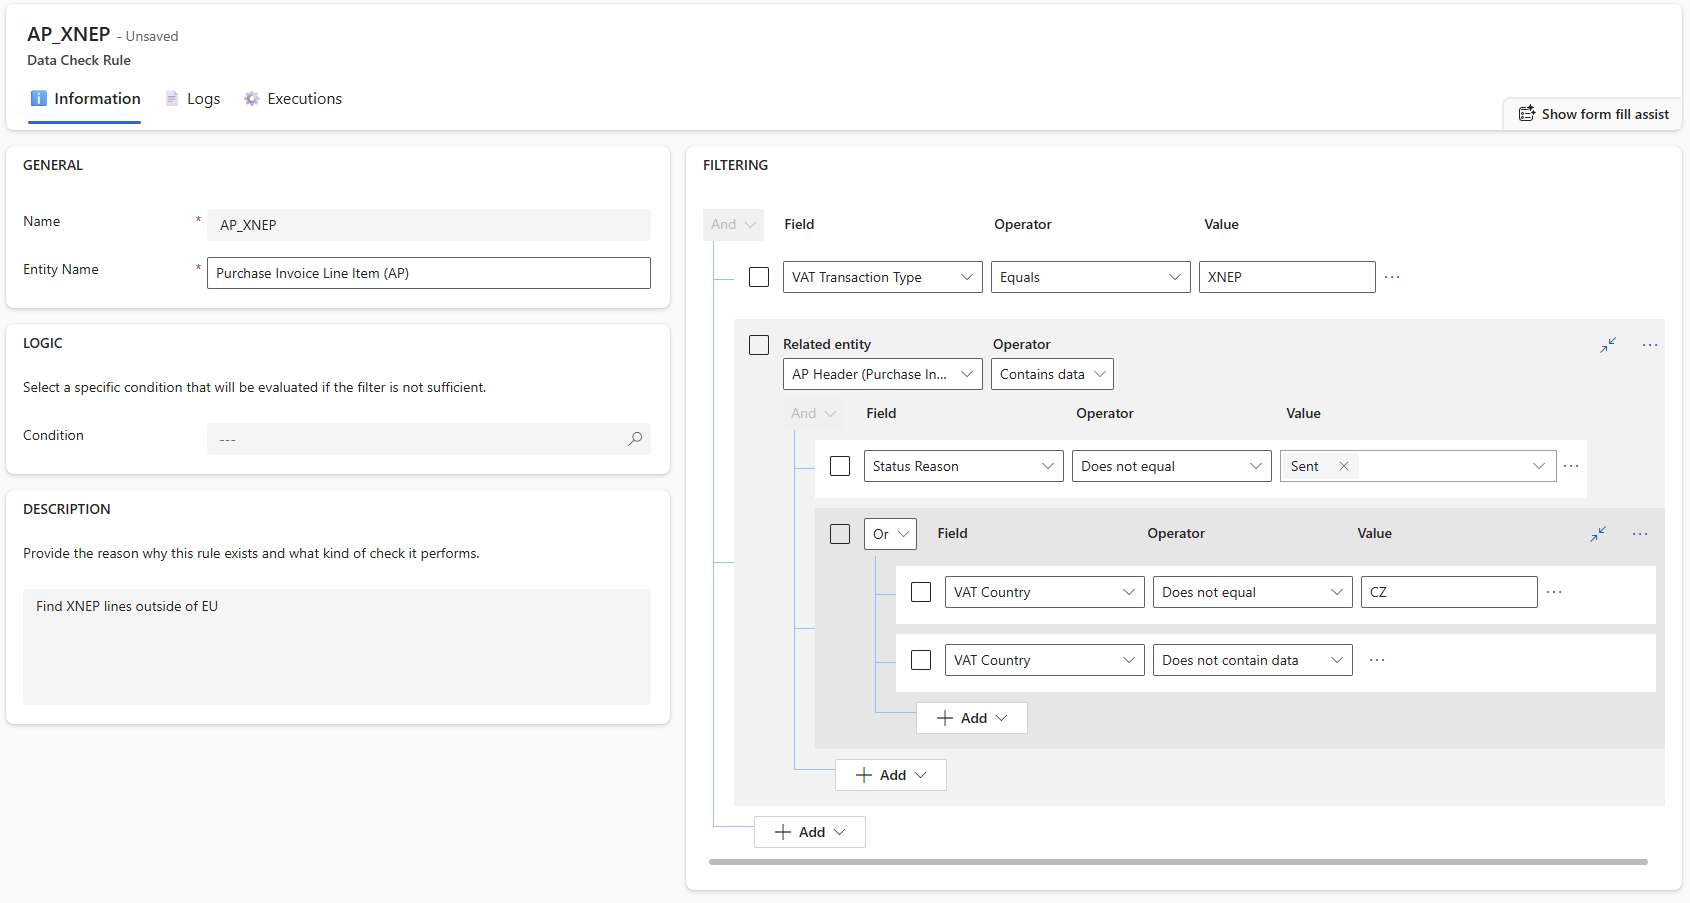 AP_XNEP - Unsaved
Data Check Rule
Information Logs Executions
Show form fill assist
GENERAL
Name * AP_XNEP
Entity Name * Purchase Invoice Line Item (AP)
LOGIC
Select a specific condition that will be evaluated if the filter is not sufficient.
Condition ---
DESCRIPTION
Provide the reason why this rule exists and what kind of check it performs.
Find XNEP lines outside of EU
FILTERING
And Field Operator Value
VAT Transaction Type Equals XNEP ...
Related entity Operator ...
AP Header (Purchase In... Contains data
And Field Operator Value
Status Reason Does not equal Sent ...
Or Field Operator Value ...
VAT Country Does not equal CZ ...
VAT Country Does not contain data ...
Add
Add
Add